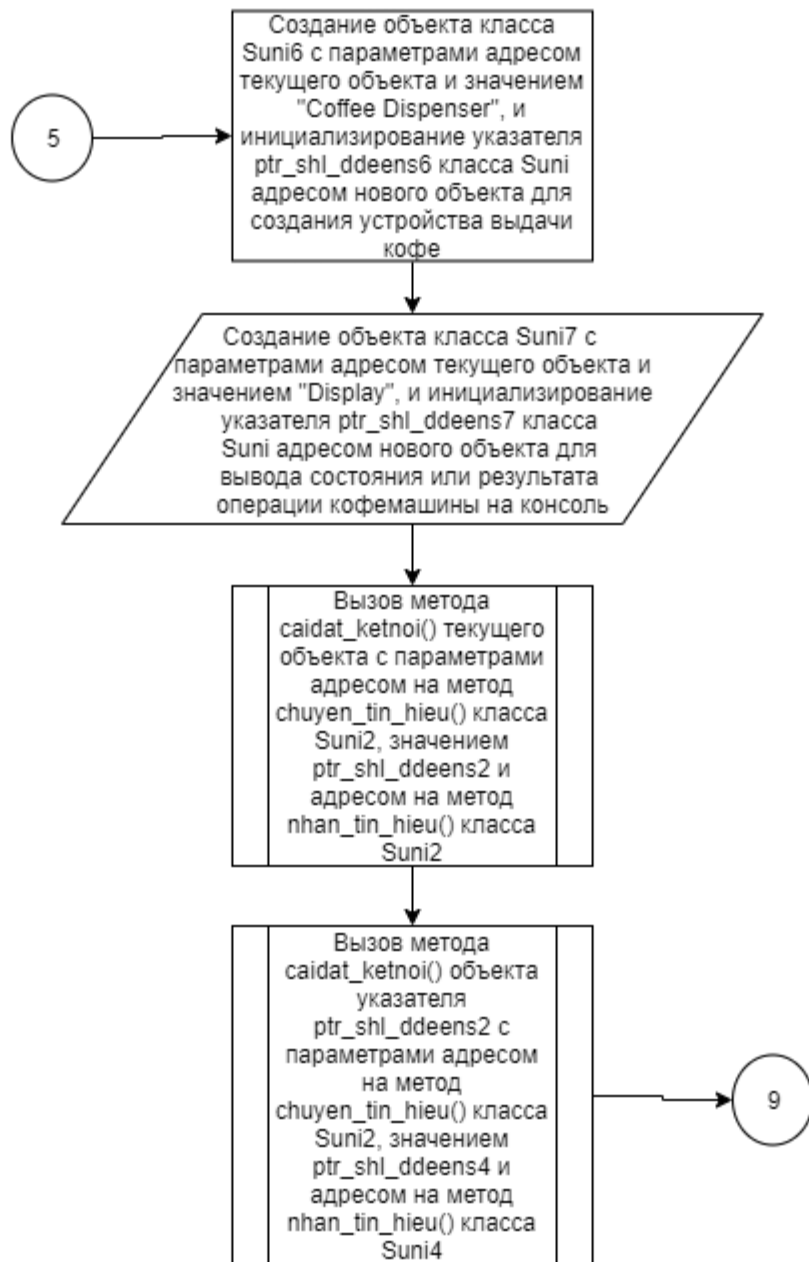 Создание объекта класса
Suni6 с параметрами адресом
текущего объекта и значением
"Coffee Dispenser", и
инициализирование указателя
ptr_shl_ddeens6 класса Suni
адресом нового объекта для
создания устройства выдачи
кофе
5
Создание объекта класса Suni7 с
параметрами адресом текущего объекта и
значением "Display", и инициализирование
указателя ptr_shl_ddeens7 класса
Suni адресом нового объекта для
вывода состояния или результата
операции кофемашины на консоль
Вызов метода
caidat_ketnoi() текущего
объекта с параметрами
адресом на метод
chuyen_tin_hieu() класса
Suni2, значением
ptr_shl_ddeens2 и
адресом на метод
nhan_tin_hieu() класса
Suni2
Вызов метода
caidat_ketnoi() объекта
указателя
ptr_shl_ddeens2 с
параметрами адресом
на метод
chuyen_tin_hieu() класса
Suni2, значением
ptr_shl_ddeens4 и
адресом на метод
nhan_tin_hieu() класса
Suni4
9